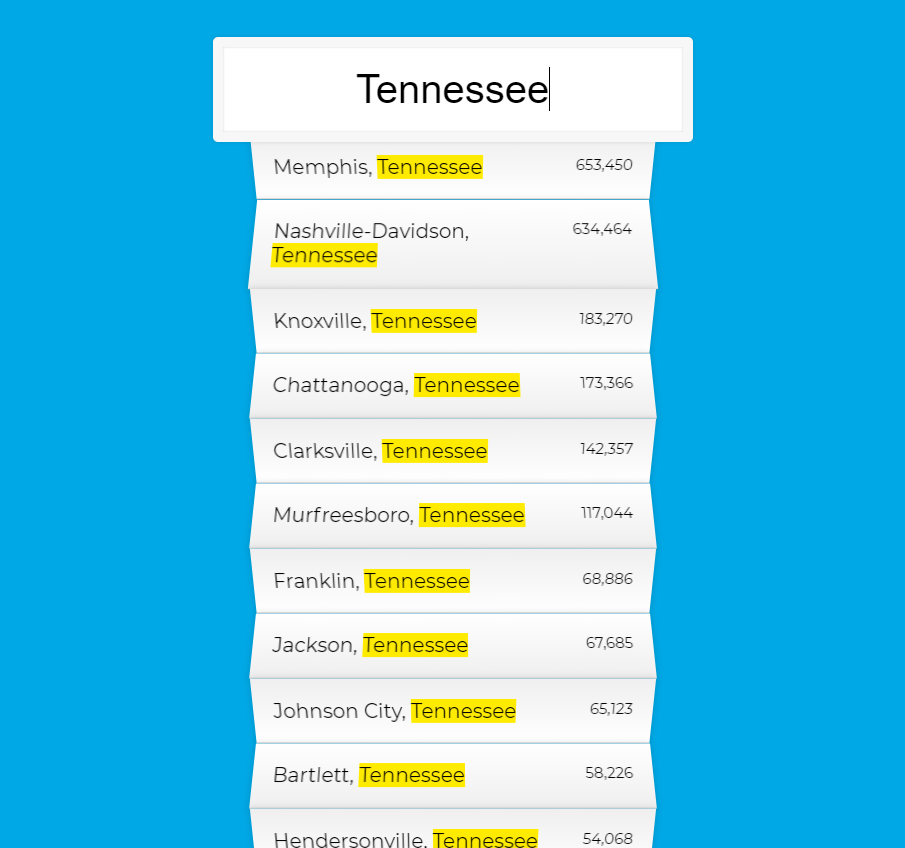 Tennessee
Memphis, Tennessee 653,450
Nashville-Davidson, 634,464
Tennessee
Knoxville, Tennessee 183,270
Chattanooga, Tennessee 173,366
Clarksville, Tennessee 142,357
Murfreesboro, Tennessee 117,044
Franklin, Tennessee 68,886
Jackson, Tennessee 67,685
Johnson City, Tennessee 65,123
Bartlett, Tennessee 58,226
Hendersonville, Tennessee 54,068